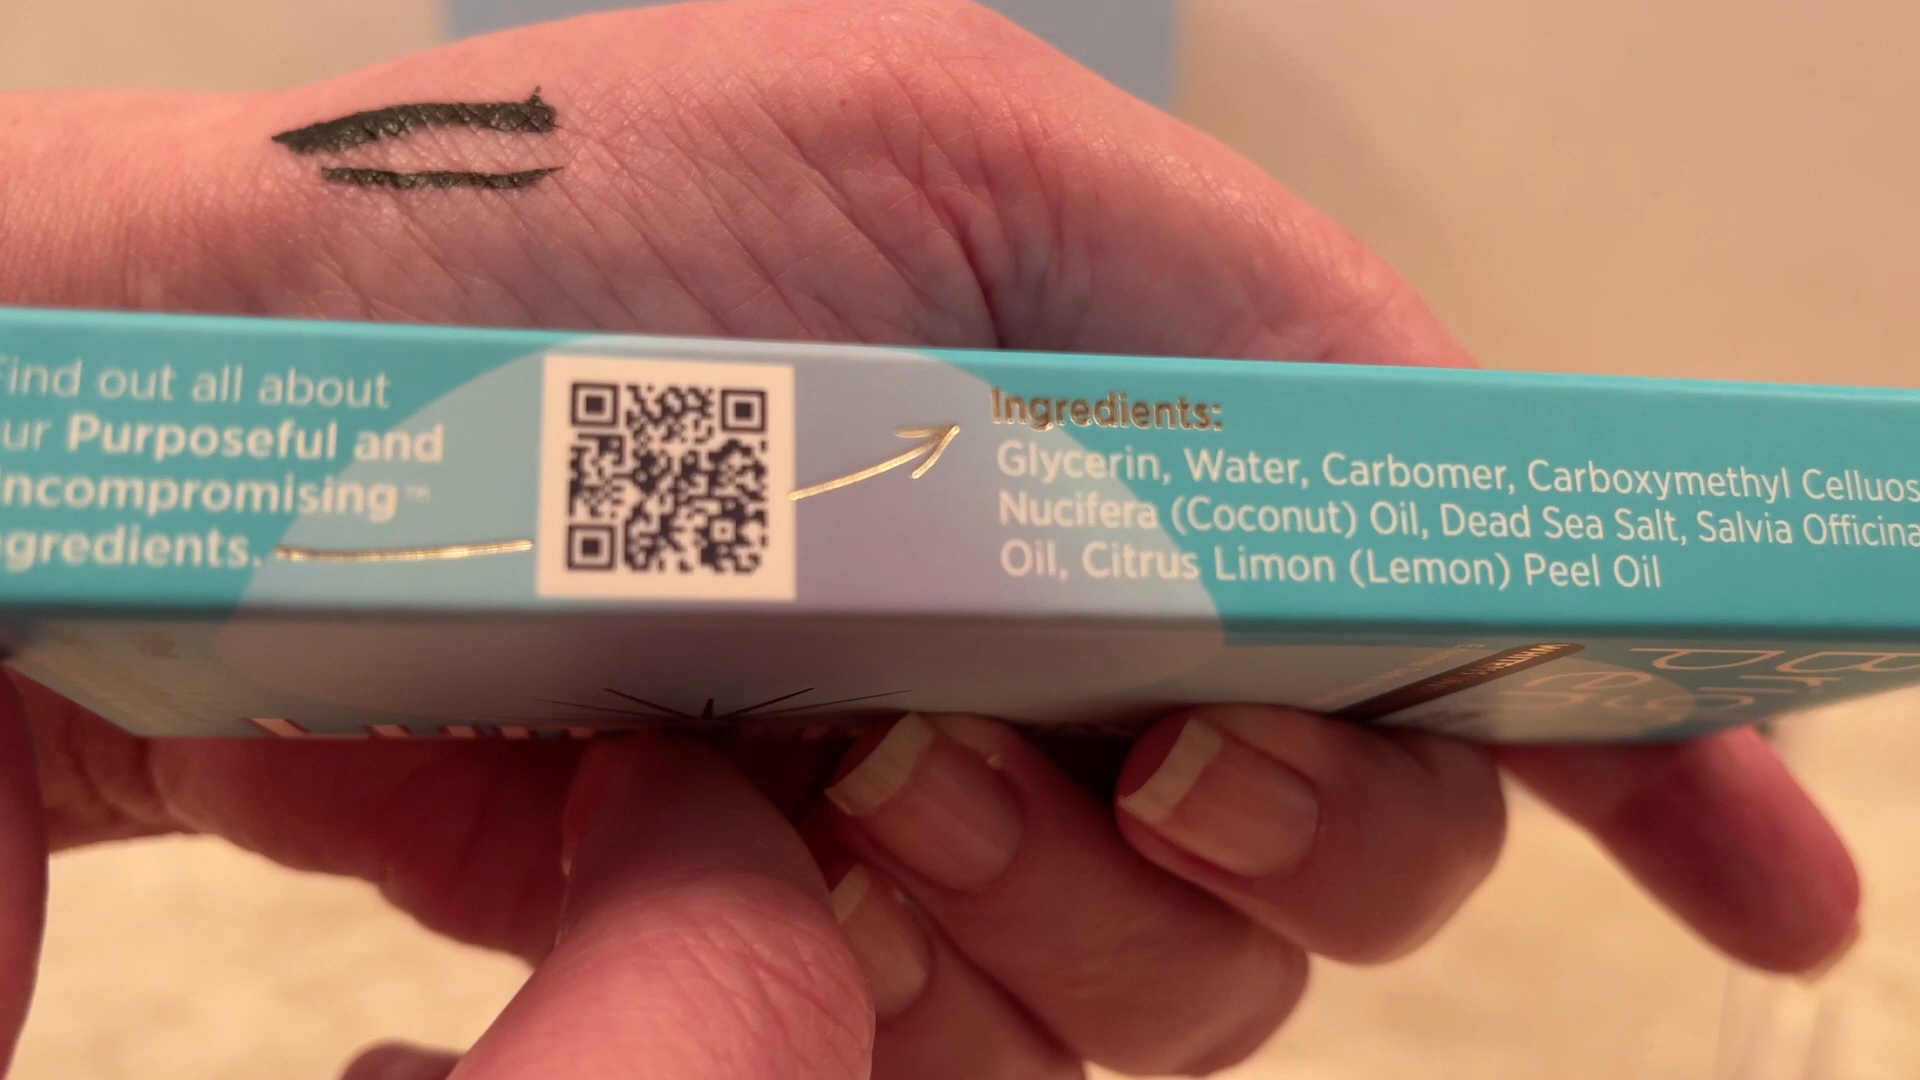 Find out all about
ur Purposeful and
ncompromising™
gredients.
Ingredients:
Glycerin, Water, Carbomer, Carboxymethyl Celluos
Nucifera (Coconut) Oil, Dead Sea Salt, Salvia Officina
Oil, Citrus Limon (Lemon) Peel Oil